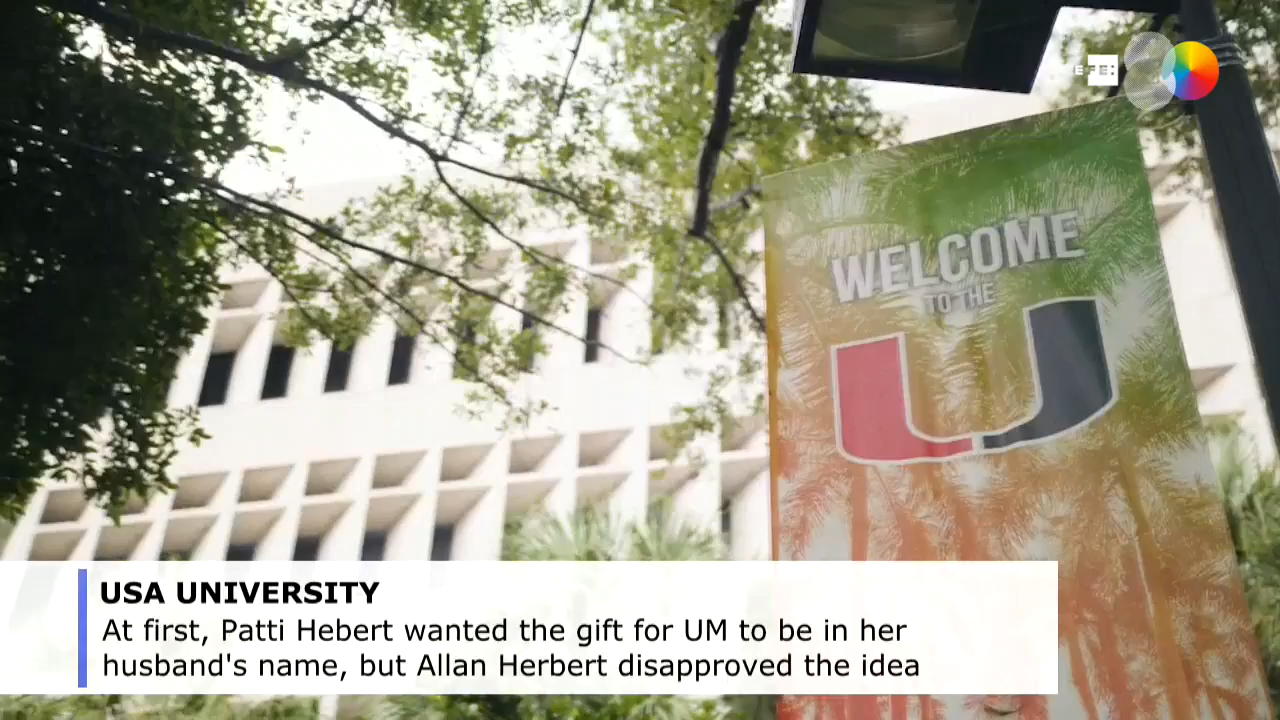 EFE:
WELCOME
TO THE
U
USA UNIVERSITY
At first, Patti Hebert wanted the gift for UM to be in her
husband's name, but Allan Herbert disapproved the idea